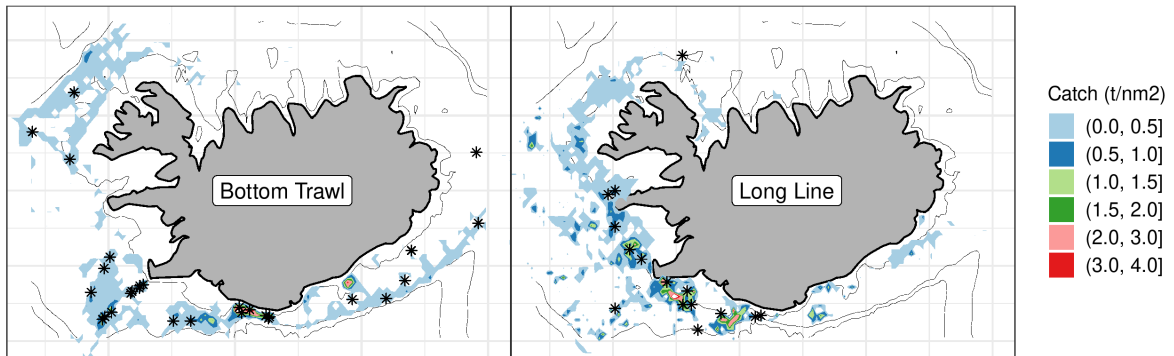 Bottom Trawl
Long Line
Catch (t/nm2)
(0.0, 0.5]
(0.5, 1.0]
(1.0, 1.5]
(1.5, 2.0]
(2.0, 3.0]
(3.0, 4.0]